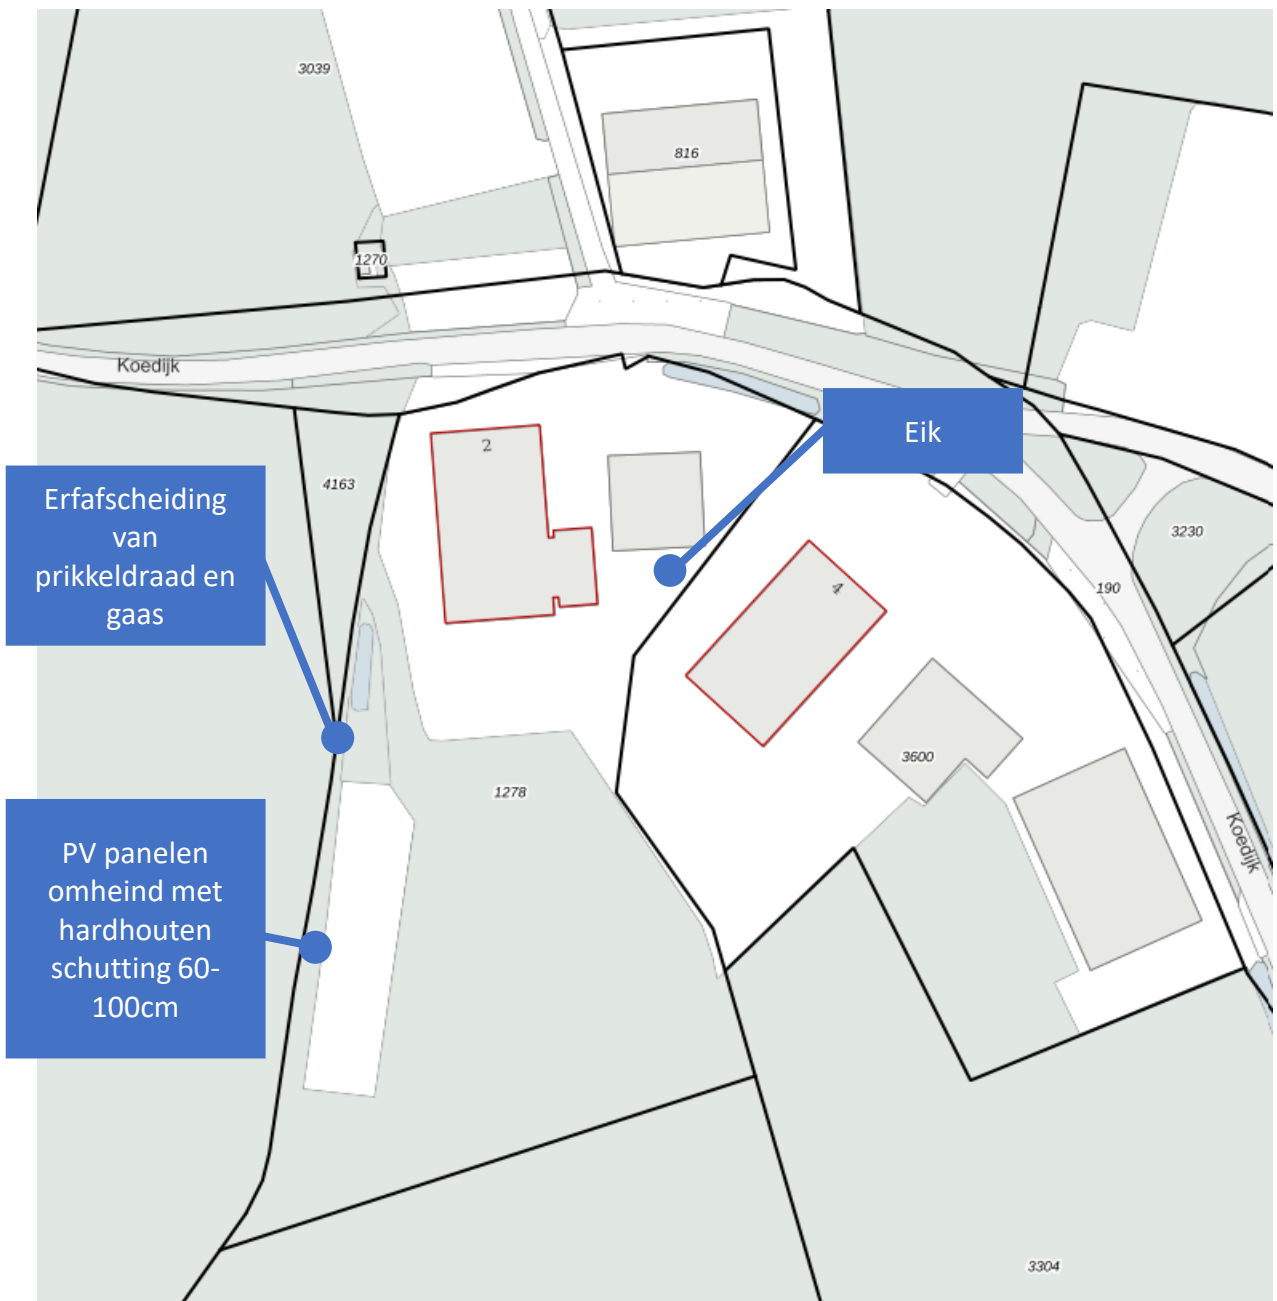 3039
816
1270
Koedijk
Eik
2
4163
Erfafscheiding
van
prikkeldraad en
gaas
3230
4
190
3600
1278
PV panelen
omheind met
hardhouten
schutting 60-
100cm
Koedijk
3304